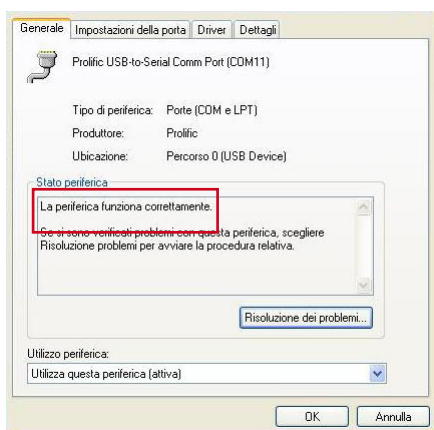 Generale Impostazioni della porta Driver Dettagli
Prolific USB-to-Serial Comm Port (COM11)
Tipo di periferica: Porte (COM e LPT)
Produttore: Prolific
Ubicazione: Percorso 0 (USB Device)
Stato periferica
La periferica funziona correttamente.
Se si sono verificati problemi con questa periferica, scegliere
Risoluzione problemi per avviare la procedura relativa.
Risoluzione dei problemi...
Utilizzo periferica:
Utilizza questa periferica (attiva)
OK Annulla